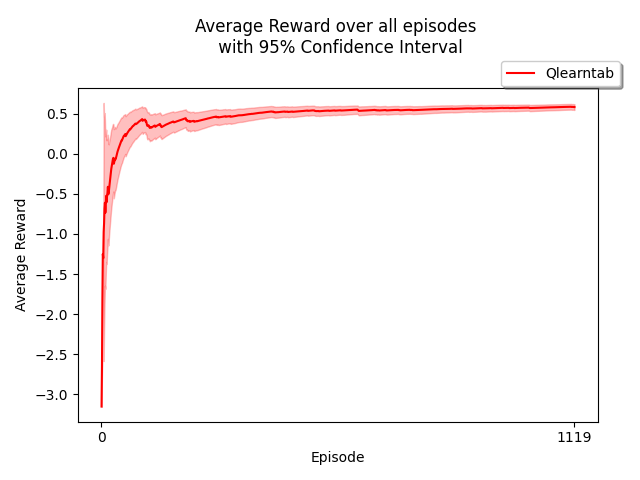 Average Reward over all episodes
with 95% Confidence Interval
Qlearntab
Average Reward
0.5
0.0
−0.5
−1.0
−1.5
−2.0
−2.5
−3.0
0
1119
Episode